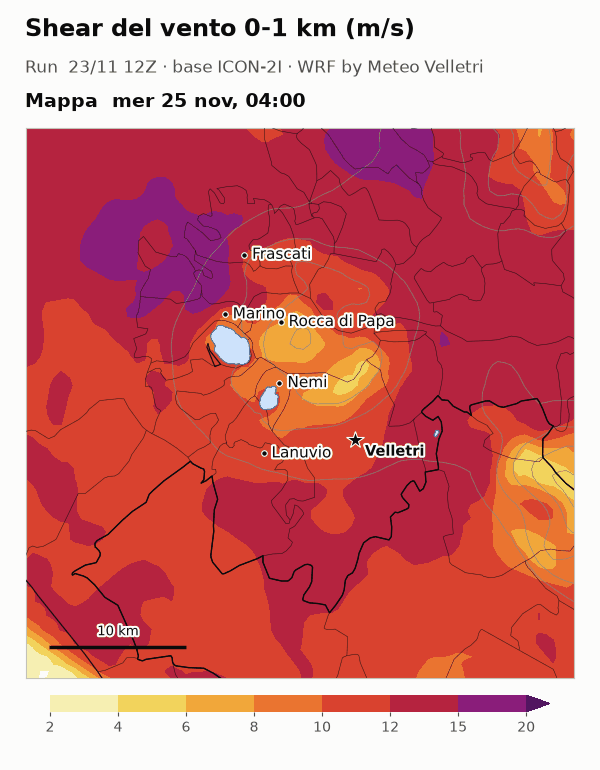 Shear del vento 0-1 km (m/s)
Run  23/11 12Z · base ICON-2I · WRF by Meteo Velletri
Mappa  mer 25 nov, 04:00
Frascati
Marino
Rocca di Papa
Nemi
Lanuvio
Velletri
10 km
2 4 6 8 10 12 15 20